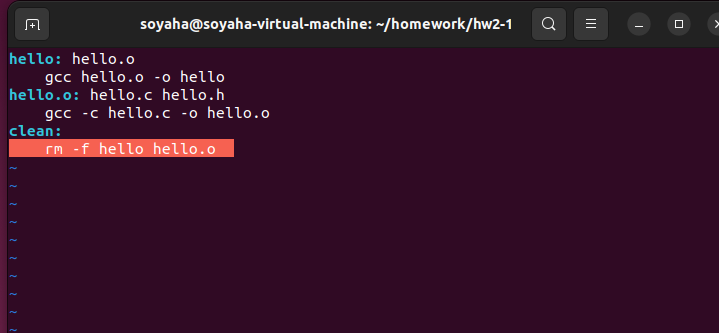 soyaha@soyaha-virtual-machine: ~/homework/hw2-1
hello: hello.o
    gcc hello.o -o hello
hello.o: hello.c hello.h
    gcc -c hello.c -o hello.o
clean:
    rm -f hello hello.o
~
~
~
~
~
~
~
~
~